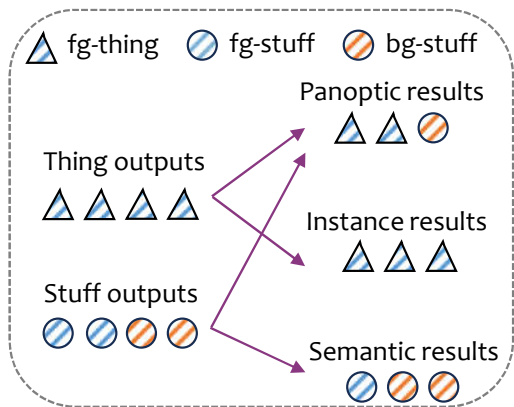 fg-thing fg-stuff bg-stuff
Panoptic results
Thing outputs
Instance results
Stuff outputs
Semantic results